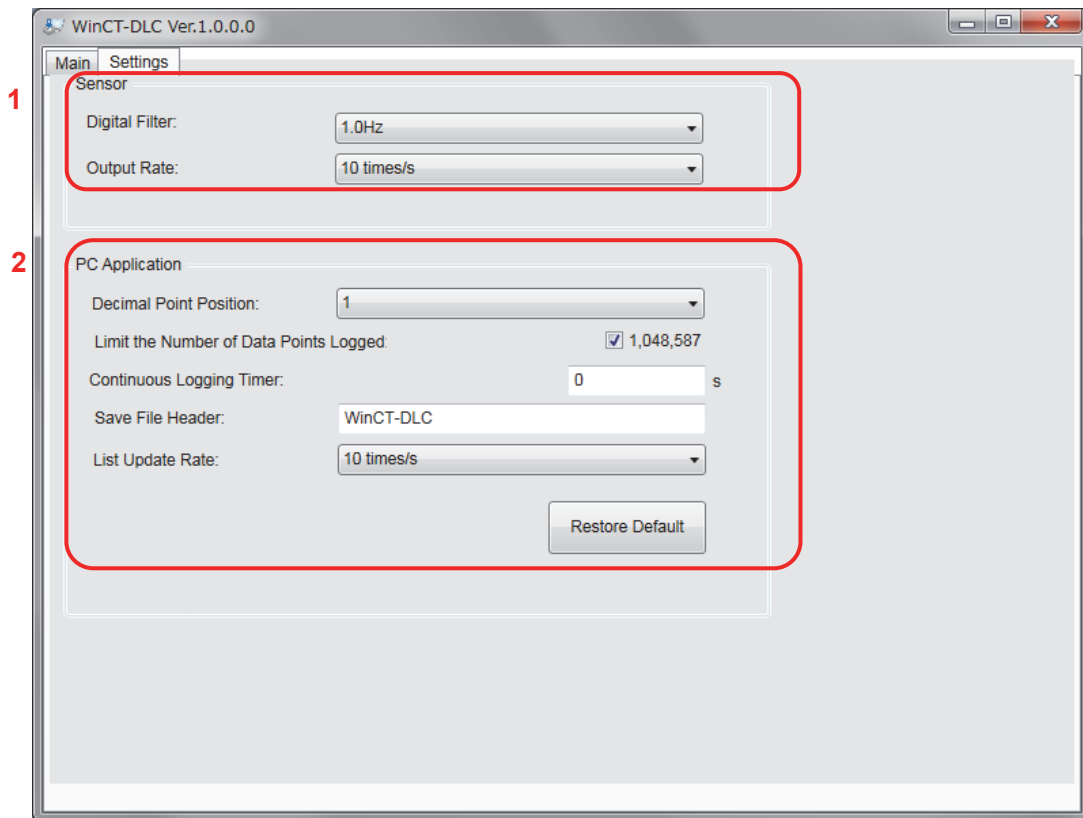 WinCT-DLC Ver.1.0.0.0
Main Settings
1
Sensor
Digital Filter: 1.0Hz
Output Rate: 10 times/s
2
PC Application
Decimal Point Position: 1
Limit the Number of Data Points Logged: 1,048,587
Continuous Logging Timer: 0 s
Save File Header: WinCT-DLC
List Update Rate: 10 times/s
Restore Default